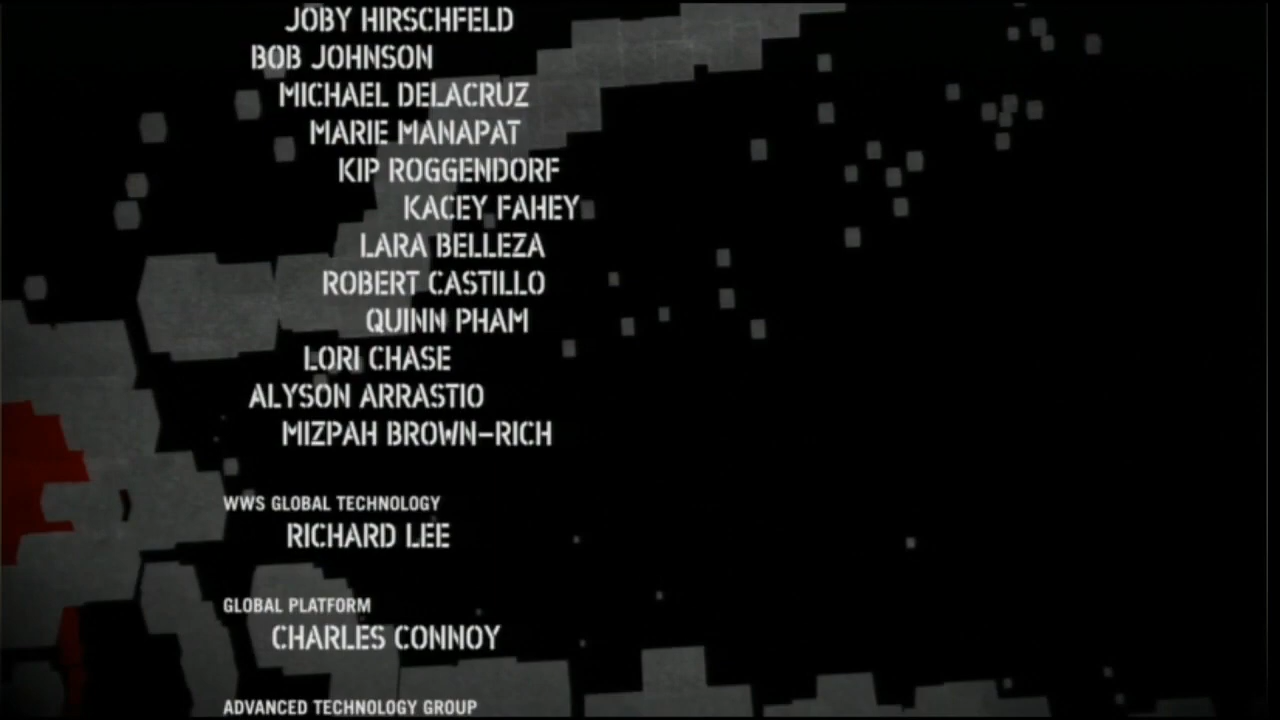 JOBY HIRSCHFELD
BOB JOHNSON
MICHAEL DELACRUZ
MARIE MANAPAT
KIP ROGGENDORF
KACEY FAHEY
LARA BELLEZA
ROBERT CASTILLO
QUINN PHAM
LORI CHASE
ALYSON ARRASTIO
MIZPAH BROWN-RICH
WWS GLOBAL TECHNOLOGY
RICHARD LEE
GLOBAL PLATFORM
CHARLES CONNOY
ADVANCED TECHNOLOGY GROUP